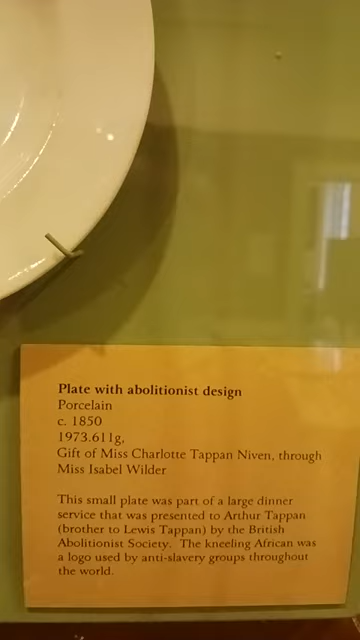 Plate with abolitionist design
Porcelain
c. 1850
1973.611g,
Gift of Miss Charlotte Tappan Niven, through
Miss Isabel Wilder
This small plate was part of a large dinner
service that was presented to Arthur Tappan
(brother to Lewis Tappan) by the British
Abolitionist Society. The kneeling African was
a logo used by anti-slavery groups throughout
the world.